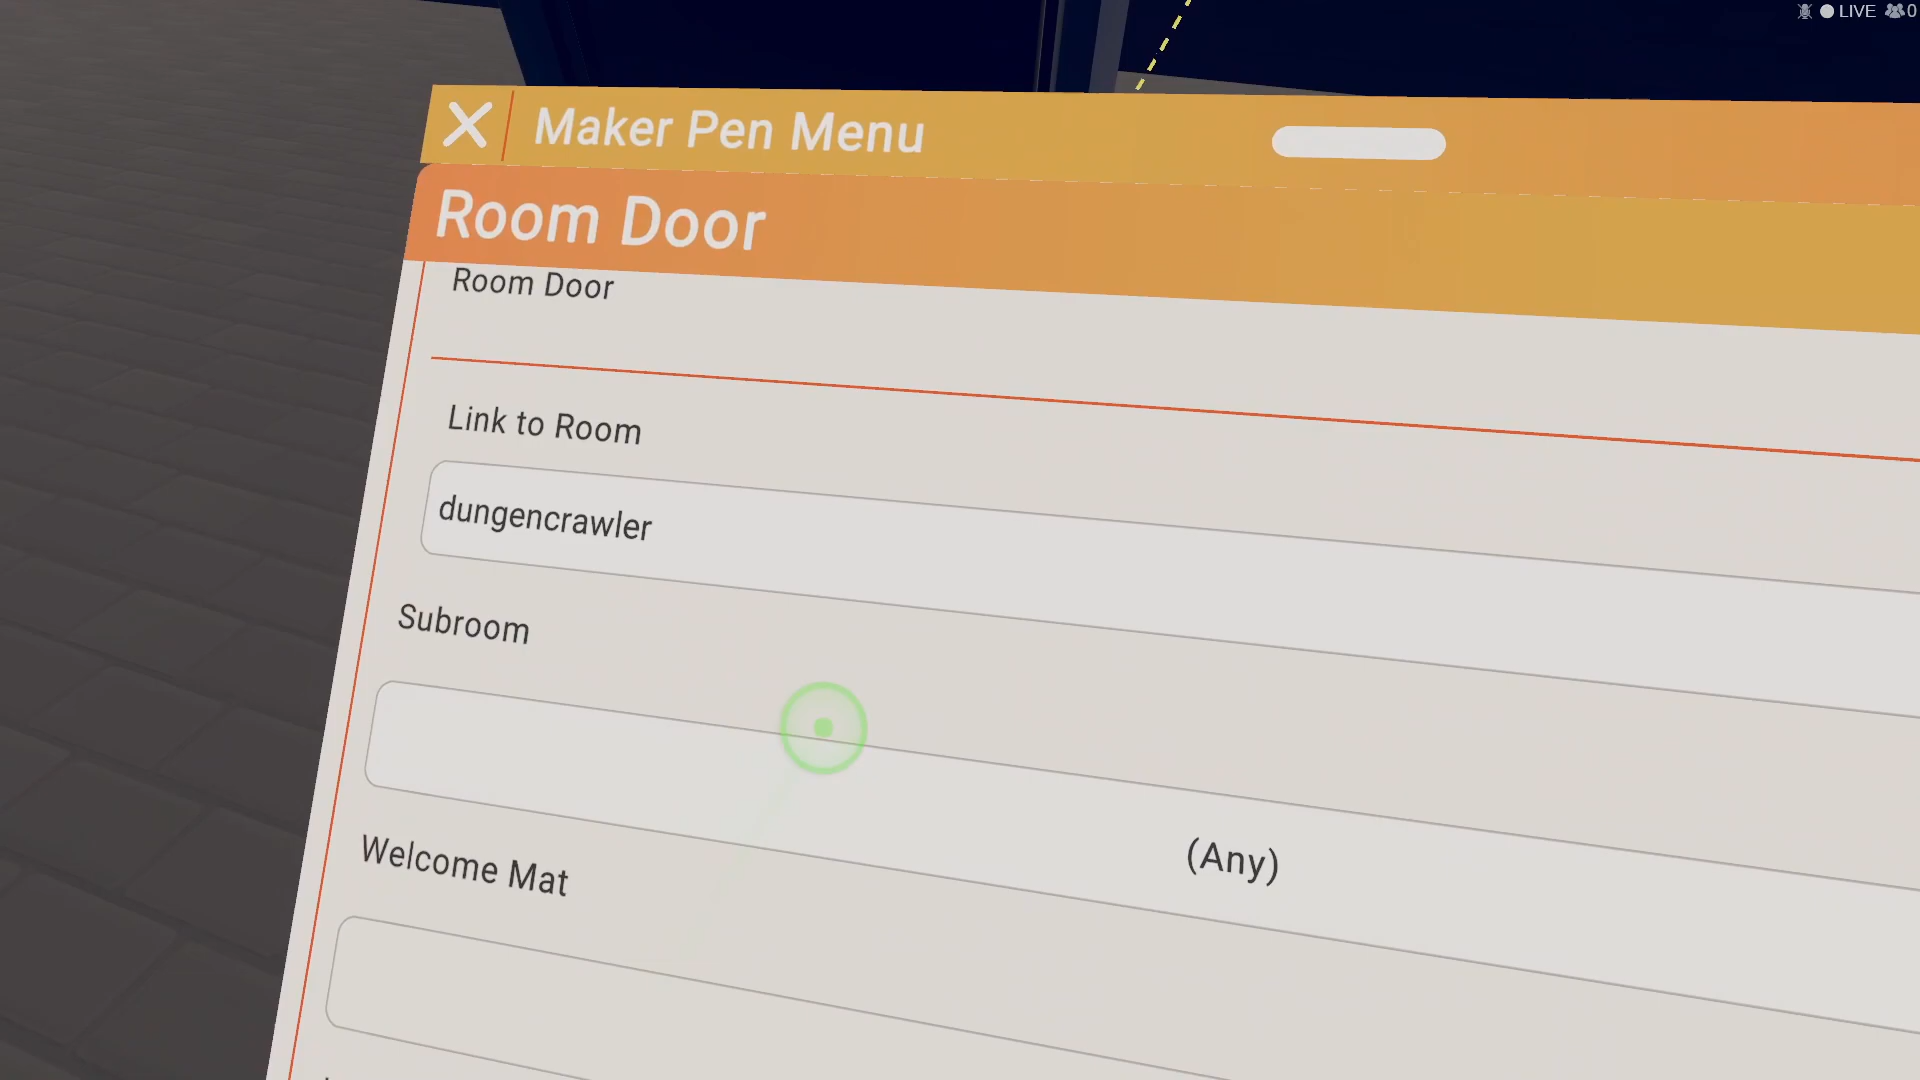 LIVE 0
Maker Pen Menu
Room Door
Room Door
Link to Room
dungencrawler
Subroom
(Any)
Welcome Mat